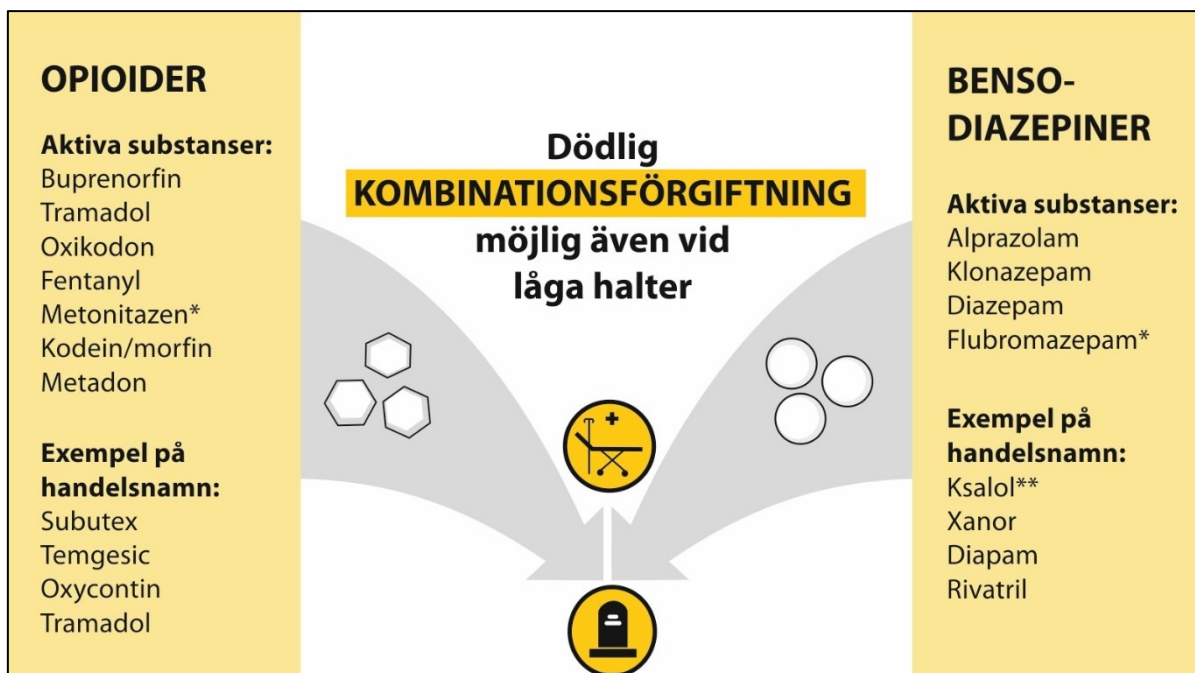 OPIOIDER
Aktiva substanser:
Buprenorfin
Tramadol
Oxikodon
Fentanyl
Metonitazen*
Kodein/morfin
Metadon
Exempel på
handelsnamn:
Subutex
Temgesic
Oxycontin
Tramadol
Dödlig
KOMBINATIONSFÖRGIFTNING
möjlig även vid
låga halter
BENSO-
DIAZEPINER
Aktiva substanser:
Alprazolam
Klonazepam
Diazepam
Flubromazepam*
Exempel på
handelsnamn:
Ksalol**
Xanor
Diapam
Rivatril